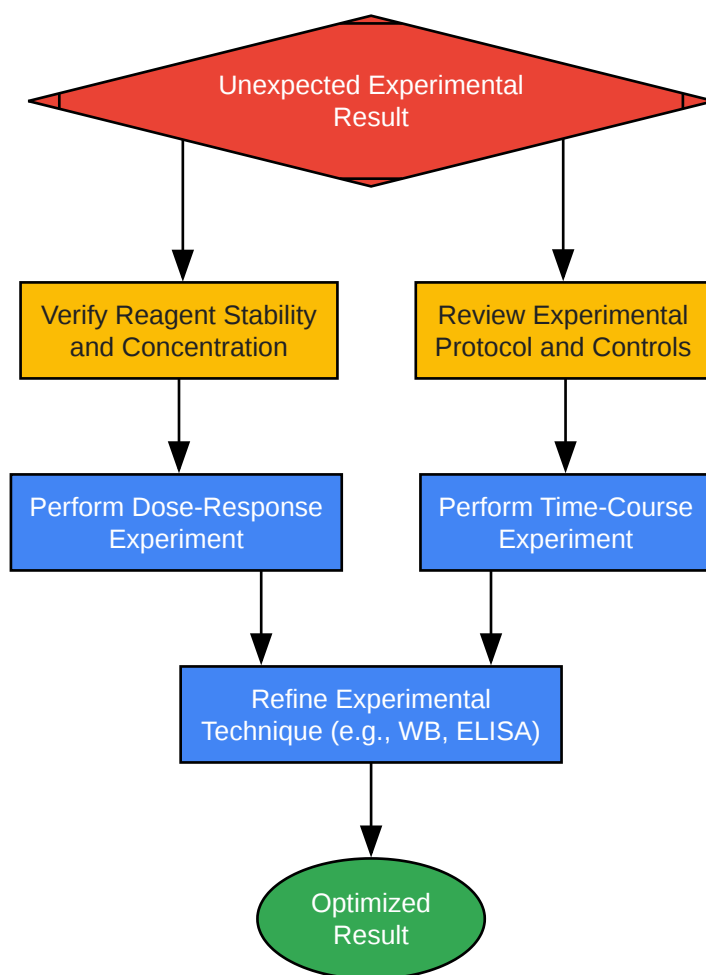 Unexpected Experimental
Result
Verify Reagent Stability
and Concentration
Review Experimental
Protocol and Controls
Perform Dose-Response
Experiment
Perform Time-Course
Experiment
Refine Experimental
Technique (e.g., WB, ELISA)
Optimized
Result